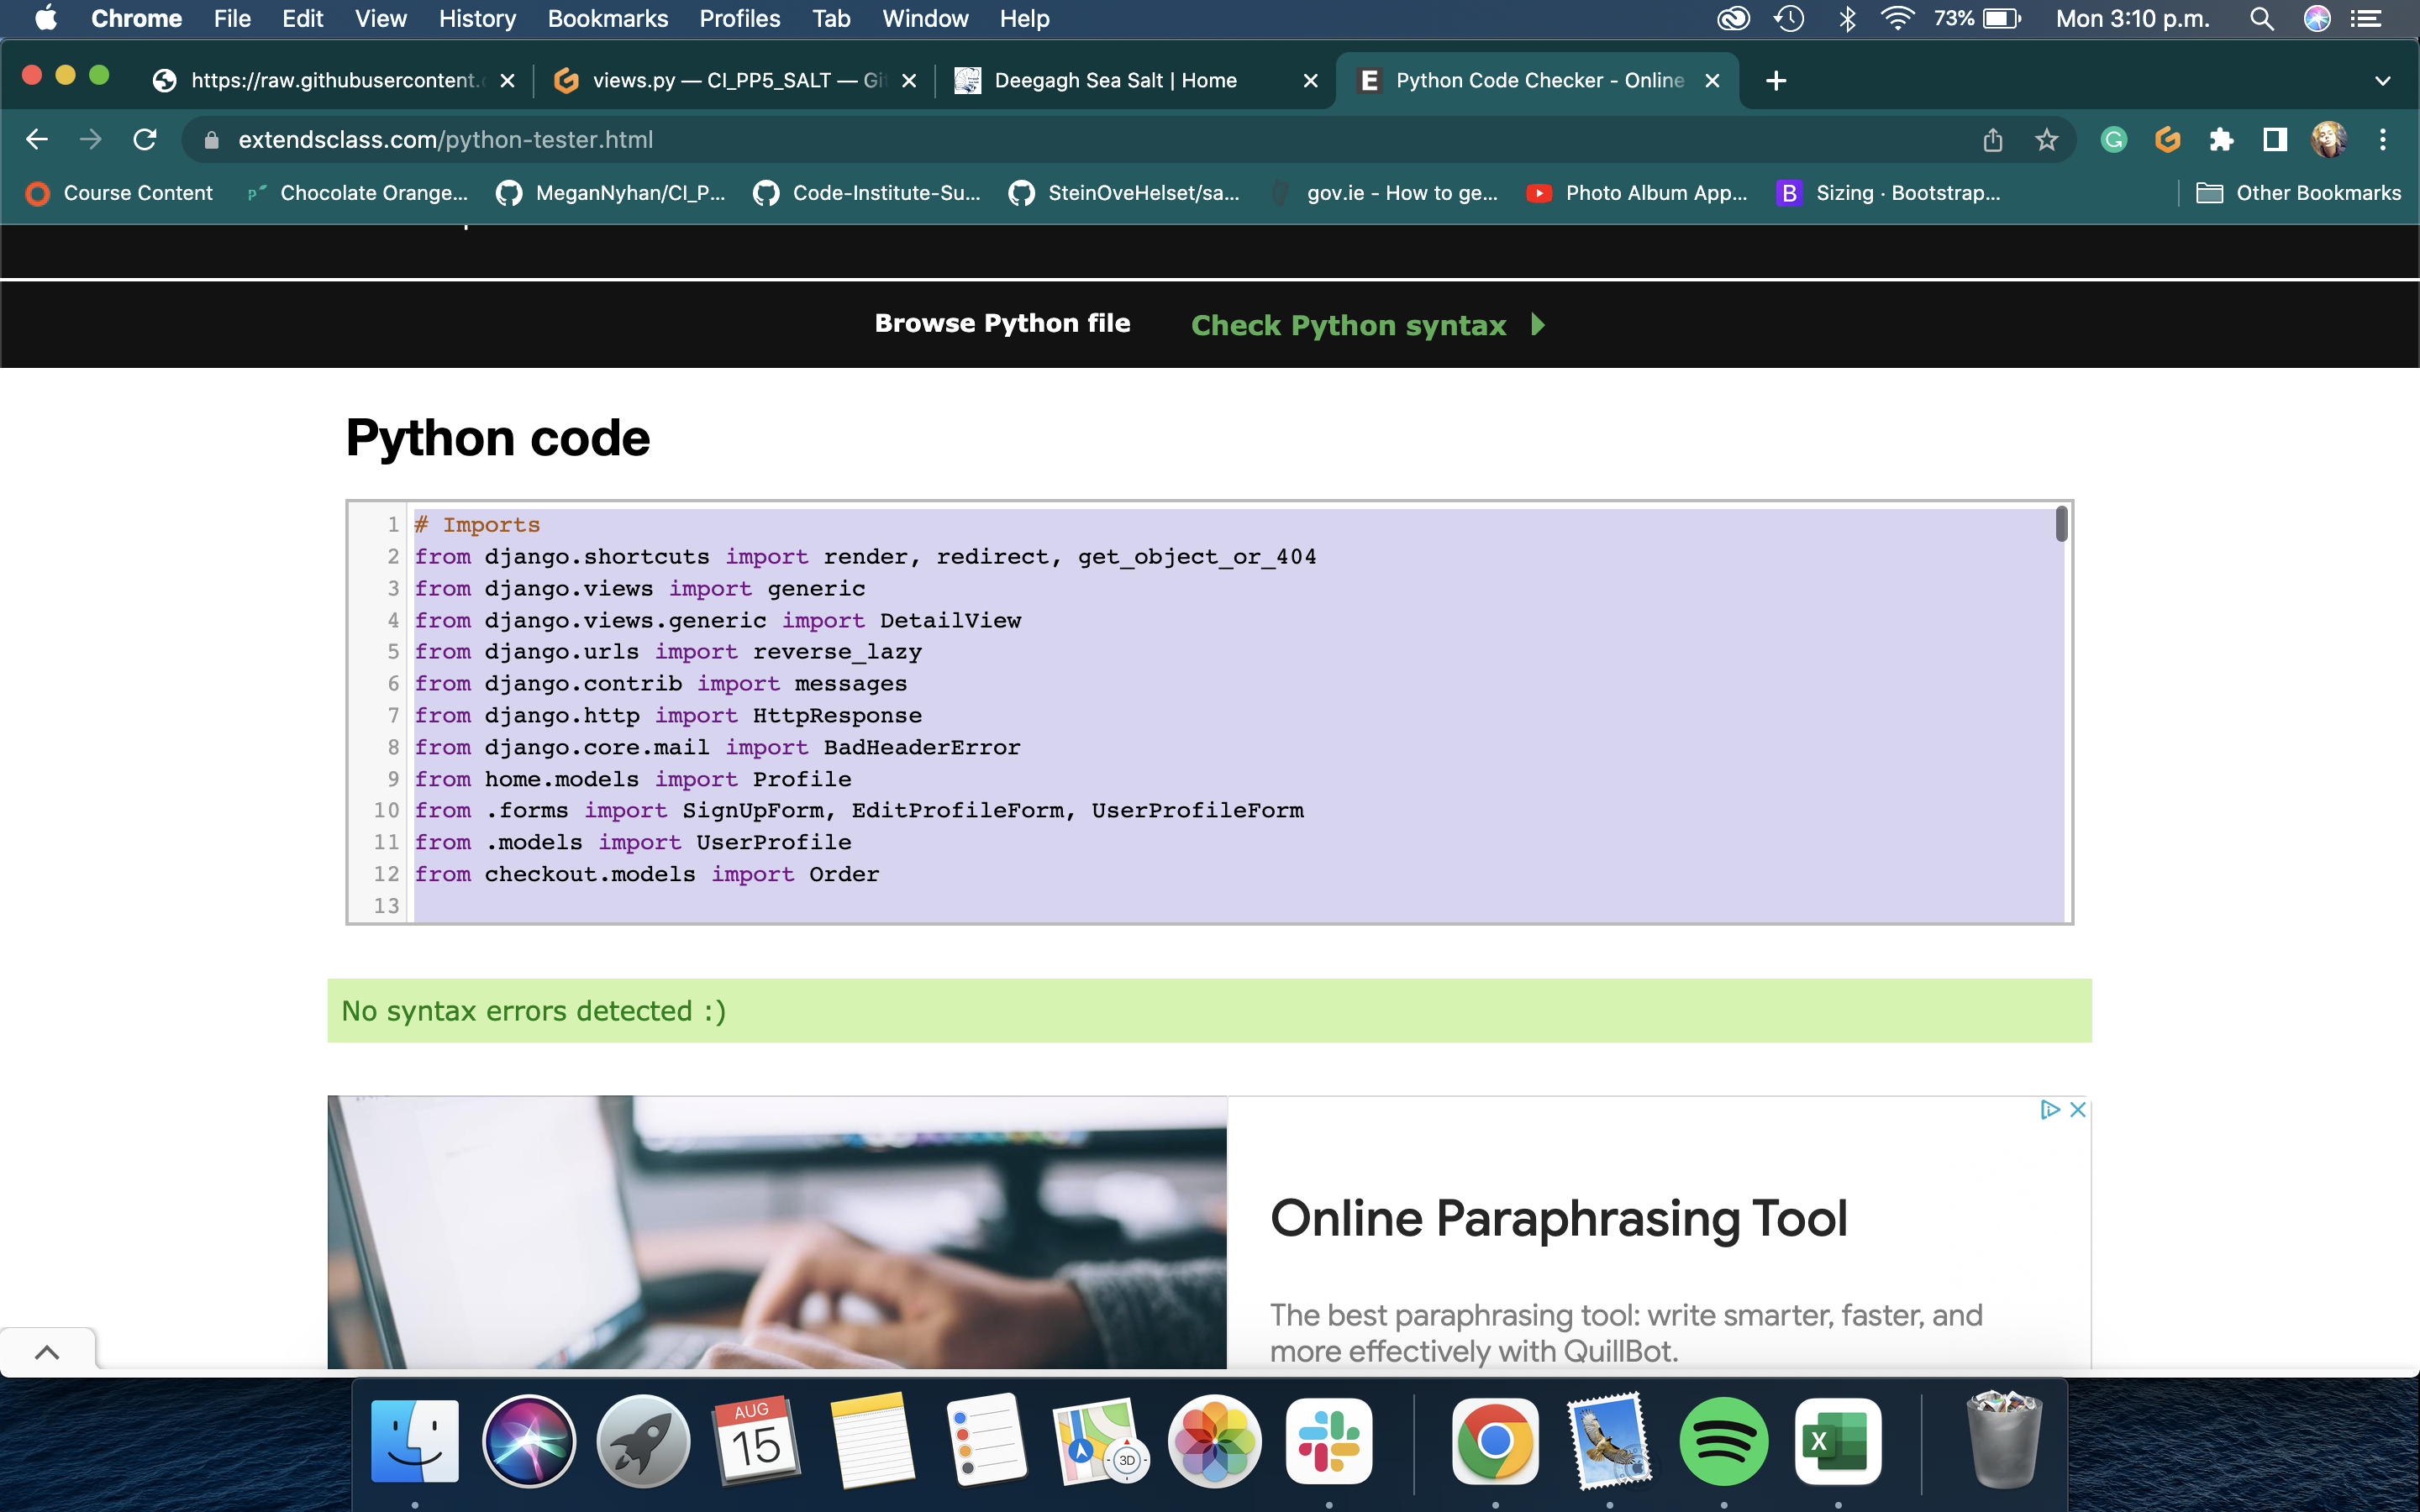 Chrome File Edit View History Bookmarks Profiles Tab Window Help 73% Mon 3:10 p.m.
https://raw.githubusercontent.c views.py — CI_PP5_SALT — Gi Deegagh Sea Salt | Home E Python Code Checker - Online
extendsclass.com/python-tester.html
Course Content Chocolate Orange... MeganNyhan/CI_P... Code-Institute-Su... SteinOveHelset/sa... gov.ie - How to ge... Photo Album App... B Sizing · Bootstrap... Other Bookmarks
Browse Python file Check Python syntax
Python code
1 # Imports
2 from django.shortcuts import render, redirect, get_object_or_404
3 from django.views import generic
4 from django.views.generic import DetailView
5 from django.urls import reverse_lazy
6 from django.contrib import messages
7 from django.http import HttpResponse
8 from django.core.mail import BadHeaderError
9 from home.models import Profile
10 from .forms import SignUpForm, EditProfileForm, UserProfileForm
11 from .models import UserProfile
12 from checkout.models import Order
13
No syntax errors detected :)
Online Paraphrasing Tool
The best paraphrasing tool: write smarter, faster, and
more effectively with QuillBot.
AUG
15
3D
X